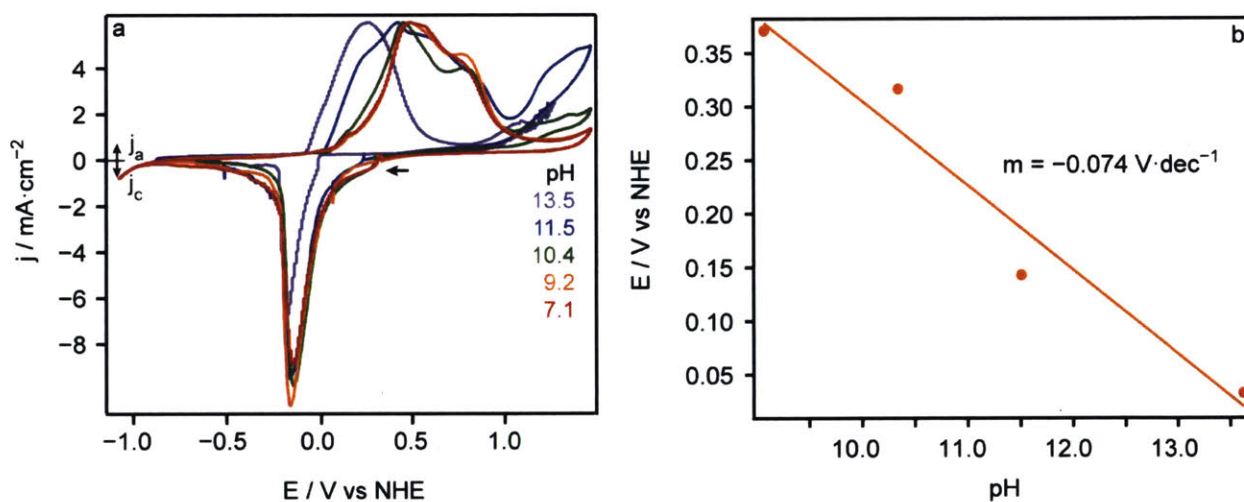 a
4
2
0
−2
−4
−6
−8
j / mA·cm⁻²
jₐ
j꜀
pH
13.5
11.5
10.4
9.2
7.1
−1.0 −0.5 0.0 0.5 1.0
E / V vs NHE
b
0.35
0.30
0.25
0.20
0.15
0.10
0.05
E / V vs NHE
m = −0.074 V·dec⁻¹
10.0 11.0 12.0 13.0
pH